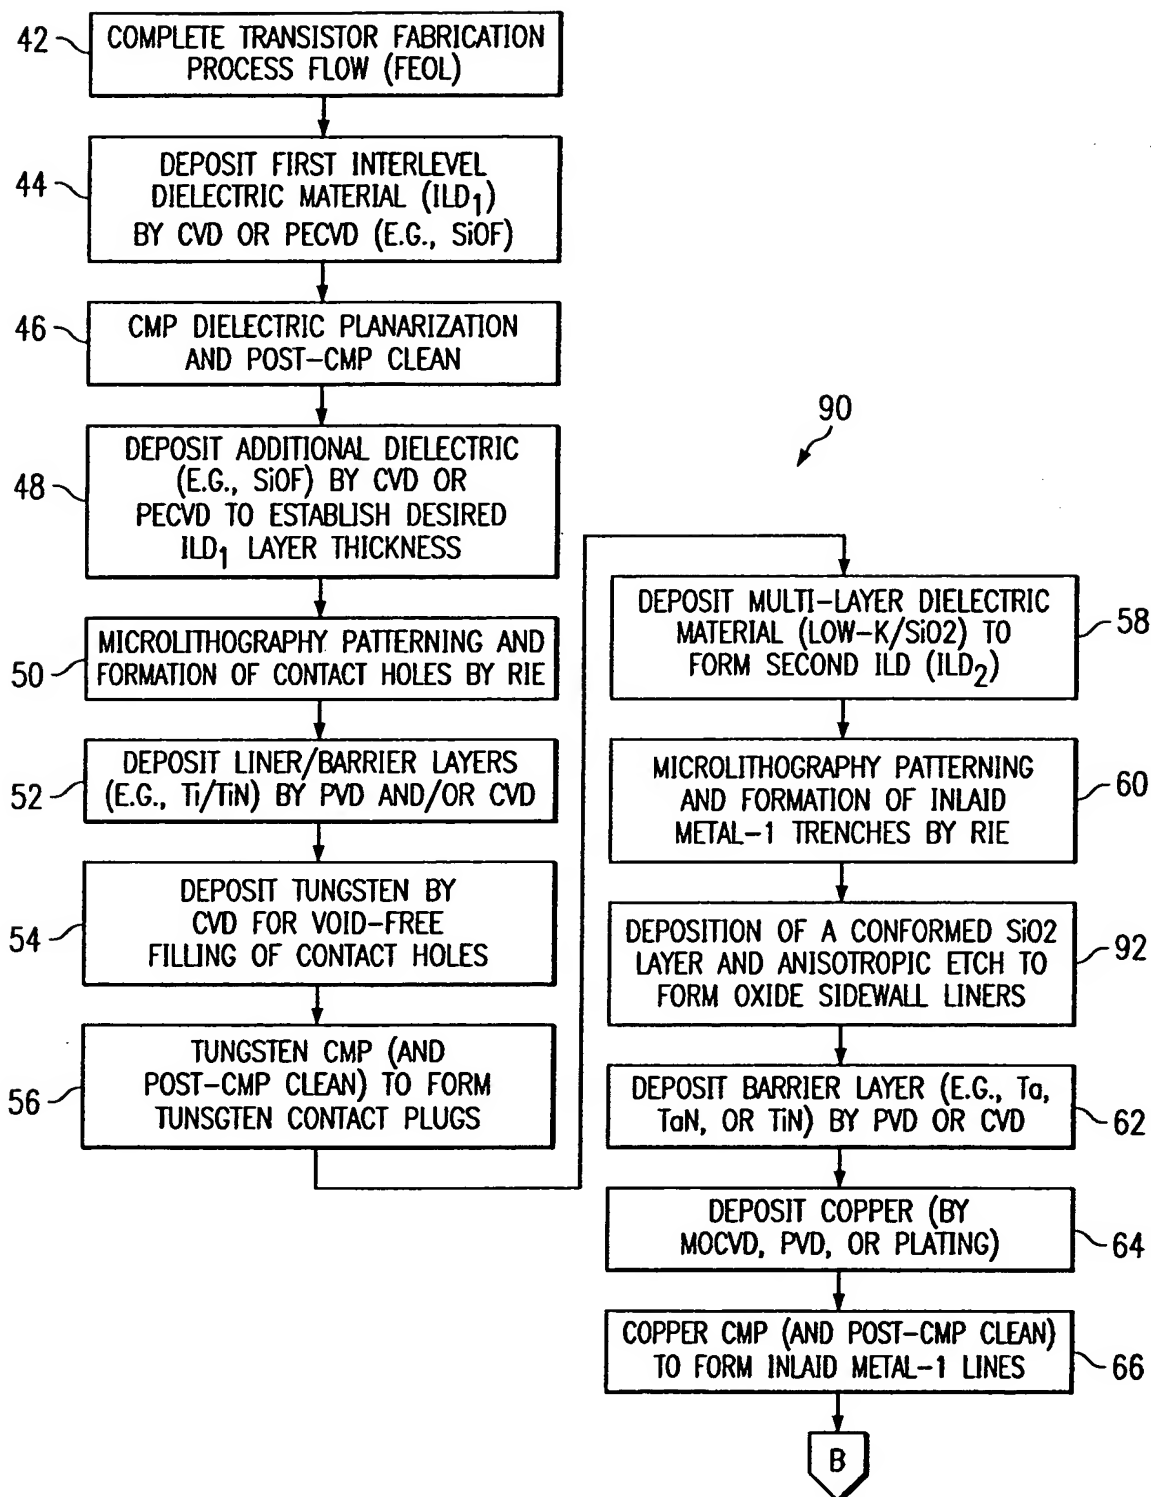 42
COMPLETE TRANSISTOR FABRICATION
PROCESS FLOW (FEOL)
44
DEPOSIT FIRST INTERLEVEL
DIELECTRIC MATERIAL (ILD1)
BY CVD OR PECVD (E.G., SiOF)
46
CMP DIELECTRIC PLANARIZATION
AND POST-CMP CLEAN
48
DEPOSIT ADDITIONAL DIELECTRIC
(E.G., SiOF) BY CVD OR
PECVD TO ESTABLISH DESIRED
ILD1 LAYER THICKNESS
50
MICROLITHOGRAPHY PATTERNING AND
FORMATION OF CONTACT HOLES BY RIE
52
DEPOSIT LINER/BARRIER LAYERS
(E.G., Ti/TiN) BY PVD AND/OR CVD
54
DEPOSIT TUNGSTEN BY
CVD FOR VOID-FREE
FILLING OF CONTACT HOLES
56
TUNGSTEN CMP (AND
POST-CMP CLEAN) TO FORM
TUNSGTEN CONTACT PLUGS
90
DEPOSIT MULTI-LAYER DIELECTRIC
MATERIAL (LOW-K/SiO2) TO
FORM SECOND ILD (ILD2)
58
MICROLITHOGRAPHY PATTERNING
AND FORMATION OF INLAID
METAL-1 TRENCHES BY RIE
60
DEPOSITION OF A CONFORMED SiO2
LAYER AND ANISOTROPIC ETCH TO
FORM OXIDE SIDEWALL LINERS
92
DEPOSIT BARRIER LAYER (E.G., Ta,
TaN, OR TiN) BY PVD OR CVD
62
DEPOSIT COPPER (BY
MOCVD, PVD, OR PLATING)
64
COPPER CMP (AND POST-CMP CLEAN)
TO FORM INLAID METAL-1 LINES
66
B